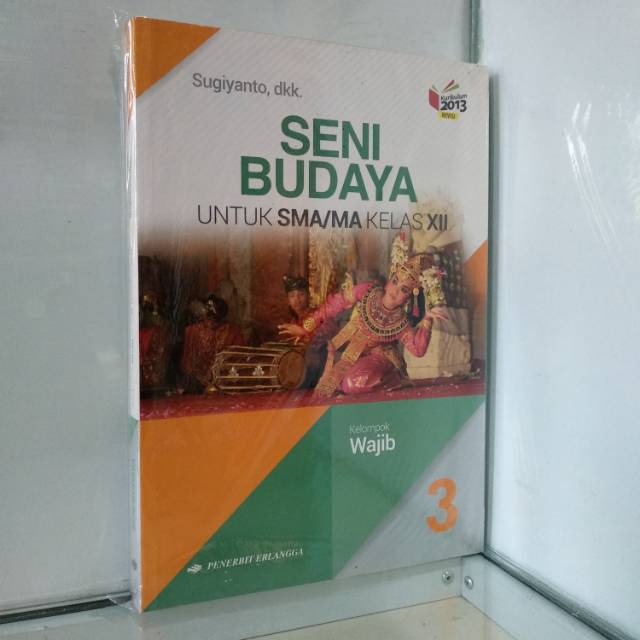 Sugiyanto, dkk.
kurikulum
2013
REVISI
SENI
BUDAYA
UNTUK SMA/MA KELAS XII
Kelompok
Wajib
3
PENERBIT ERLANGGA